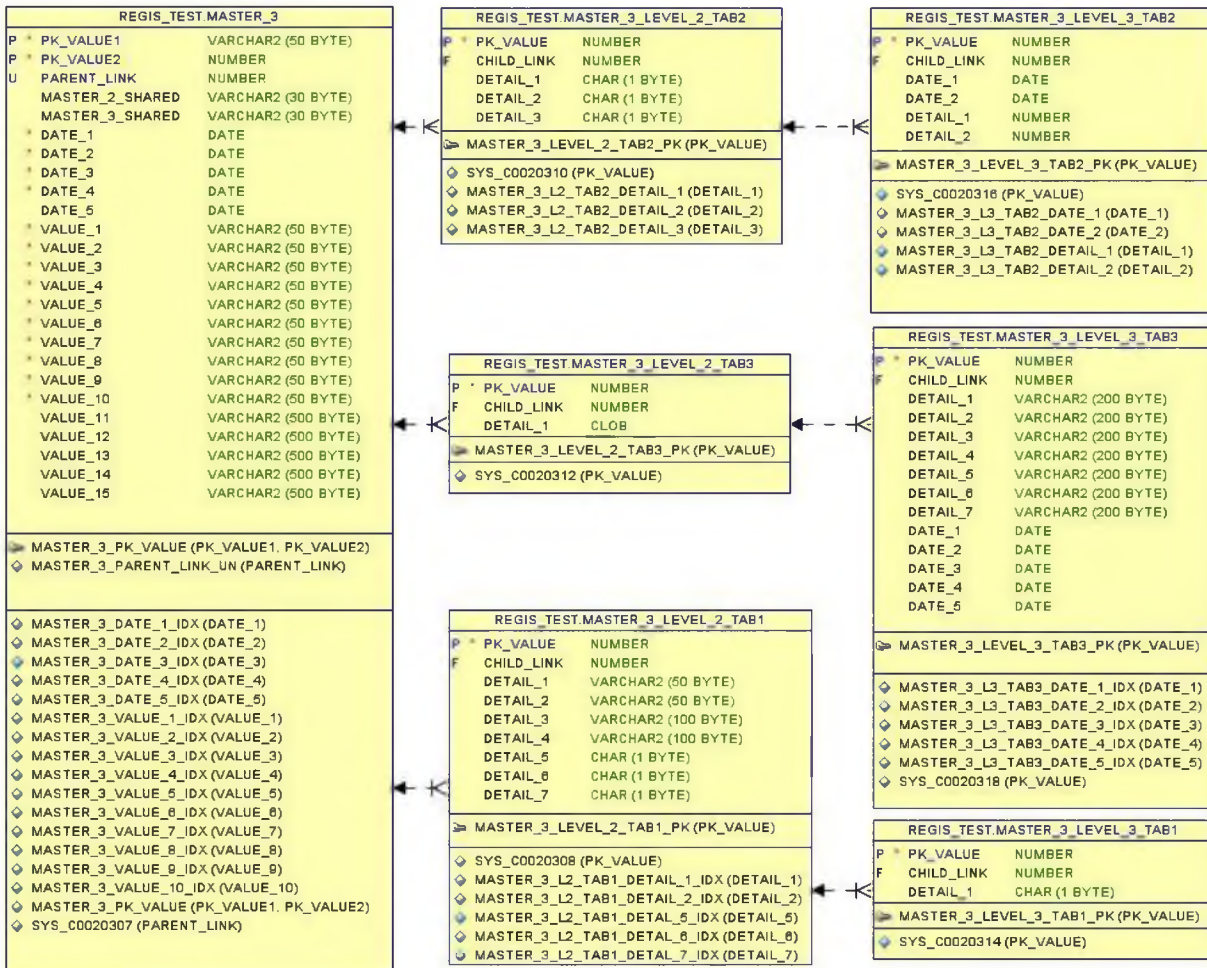 REGIS_TEST.MASTER_3
P * PK_VALUE1 VARCHAR2 (50 BYTE)
P * PK_VALUE2 NUMBER
U PARENT_LINK NUMBER
MASTER_2_SHARED VARCHAR2 (30 BYTE)
MASTER_3_SHARED VARCHAR2 (30 BYTE)
* DATE_1 DATE
* DATE_2 DATE
* DATE_3 DATE
* DATE_4 DATE
DATE_5 DATE
* VALUE_1 VARCHAR2 (50 BYTE)
* VALUE_2 VARCHAR2 (50 BYTE)
* VALUE_3 VARCHAR2 (50 BYTE)
* VALUE_4 VARCHAR2 (50 BYTE)
* VALUE_5 VARCHAR2 (50 BYTE)
* VALUE_6 VARCHAR2 (50 BYTE)
* VALUE_7 VARCHAR2 (50 BYTE)
* VALUE_8 VARCHAR2 (50 BYTE)
* VALUE_9 VARCHAR2 (50 BYTE)
* VALUE_10 VARCHAR2 (50 BYTE)
VALUE_11 VARCHAR2 (500 BYTE)
VALUE_12 VARCHAR2 (500 BYTE)
VALUE_13 VARCHAR2 (500 BYTE)
VALUE_14 VARCHAR2 (500 BYTE)
VALUE_15 VARCHAR2 (500 BYTE)
MASTER_3_PK_VALUE (PK_VALUE1, PK_VALUE2)
MASTER_3_PARENT_LINK_UN (PARENT_LINK)
MASTER_3_DATE_1_IDX (DATE_1)
MASTER_3_DATE_2_IDX (DATE_2)
MASTER_3_DATE_3_IDX (DATE_3)
MASTER_3_DATE_4_IDX (DATE_4)
MASTER_3_DATE_5_IDX (DATE_5)
MASTER_3_VALUE_1_IDX (VALUE_1)
MASTER_3_VALUE_2_IDX (VALUE_2)
MASTER_3_VALUE_3_IDX (VALUE_3)
MASTER_3_VALUE_4_IDX (VALUE_4)
MASTER_3_VALUE_5_IDX (VALUE_5)
MASTER_3_VALUE_6_IDX (VALUE_6)
MASTER_3_VALUE_7_IDX (VALUE_7)
MASTER_3_VALUE_8_IDX (VALUE_8)
MASTER_3_VALUE_9_IDX (VALUE_9)
MASTER_3_VALUE_10_IDX (VALUE_10)
MASTER_3_PK_VALUE (PK_VALUE1, PK_VALUE2)
SYS_C0020307 (PARENT_LINK)
REGIS_TEST.MASTER_3_LEVEL_2_TAB2
P * PK_VALUE NUMBER
F CHILD_LINK NUMBER
DETAIL_1 CHAR (1 BYTE)
DETAIL_2 CHAR (1 BYTE)
DETAIL_3 CHAR (1 BYTE)
MASTER_3_LEVEL_2_TAB2_PK (PK_VALUE)
SYS_C0020310 (PK_VALUE)
MASTER_3_L2_TAB2_DETAIL_1 (DETAIL_1)
MASTER_3_L2_TAB2_DETAIL_2 (DETAIL_2)
MASTER_3_L2_TAB2_DETAIL_3 (DETAIL_3)
REGIS_TEST.MASTER_3_LEVEL_3_TAB2
P * PK_VALUE NUMBER
F CHILD_LINK NUMBER
DATE_1 DATE
DATE_2 DATE
DETAIL_1 NUMBER
DETAIL_2 NUMBER
MASTER_3_LEVEL_3_TAB2_PK (PK_VALUE)
SYS_C0020316 (PK_VALUE)
MASTER_3_L3_TAB2_DATE_1 (DATE_1)
MASTER_3_L3_TAB2_DATE_2 (DATE_2)
MASTER_3_L3_TAB2_DETAIL_1 (DETAIL_1)
MASTER_3_L3_TAB2_DETAIL_2 (DETAIL_2)
REGIS_TEST.MASTER_3_LEVEL_2_TAB3
P * PK_VALUE NUMBER
F CHILD_LINK NUMBER
DETAIL_1 CLOB
MASTER_3_LEVEL_2_TAB3_PK (PK_VALUE)
SYS_C0020312 (PK_VALUE)
REGIS_TEST.MASTER_3_LEVEL_3_TAB3
P * PK_VALUE NUMBER
F CHILD_LINK NUMBER
DETAIL_1 VARCHAR2 (200 BYTE)
DETAIL_2 VARCHAR2 (200 BYTE)
DETAIL_3 VARCHAR2 (200 BYTE)
DETAIL_4 VARCHAR2 (200 BYTE)
DETAIL_5 VARCHAR2 (200 BYTE)
DETAIL_6 VARCHAR2 (200 BYTE)
DETAIL_7 VARCHAR2 (200 BYTE)
DATE_1 DATE
DATE_2 DATE
DATE_3 DATE
DATE_4 DATE
DATE_5 DATE
MASTER_3_LEVEL_3_TAB3_PK (PK_VALUE)
MASTER_3_L3_TAB3_DATE_1_IDX (DATE_1)
MASTER_3_L3_TAB3_DATE_2_IDX (DATE_2)
MASTER_3_L3_TAB3_DATE_3_IDX (DATE_3)
MASTER_3_L3_TAB3_DATE_4_IDX (DATE_4)
MASTER_3_L3_TAB3_DATE_5_IDX (DATE_5)
SYS_C0020318 (PK_VALUE)
REGIS_TEST.MASTER_3_LEVEL_2_TAB1
P * PK_VALUE NUMBER
F CHILD_LINK NUMBER
DETAIL_1 VARCHAR2 (50 BYTE)
DETAIL_2 VARCHAR2 (50 BYTE)
DETAIL_3 VARCHAR2 (100 BYTE)
DETAIL_4 VARCHAR2 (100 BYTE)
DETAIL_5 CHAR (1 BYTE)
DETAIL_6 CHAR (1 BYTE)
DETAIL_7 CHAR (1 BYTE)
MASTER_3_LEVEL_2_TAB1_PK (PK_VALUE)
SYS_C0020308 (PK_VALUE)
MASTER_3_L2_TAB1_DETAIL_1_IDX (DETAIL_1)
MASTER_3_L2_TAB1_DETAIL_2_IDX (DETAIL_2)
MASTER_3_L2_TAB1_DETAL_5_IDX (DETAIL_5)
MASTER_3_L2_TAB1_DETAL_6_IDX (DETAIL_6)
MASTER_3_L2_TAB1_DETAL_7_IDX (DETAIL_7)
REGIS_TEST.MASTER_3_LEVEL_3_TAB1
P * PK_VALUE NUMBER
F CHILD_LINK NUMBER
DETAIL_1 CHAR (1 BYTE)
MASTER_3_LEVEL_3_TAB1_PK (PK_VALUE)
SYS_C0020314 (PK_VALUE)